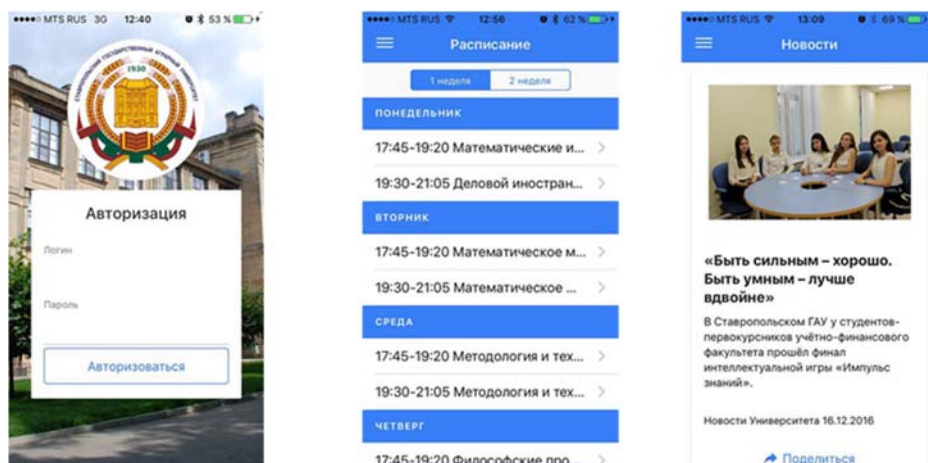 MTS RUS 3G 12:40 53 %
СТАВРОПОЛЬСКИЙ ГОСУДАРСТВЕННЫЙ АГРАРНЫЙ УНИВЕРСИТЕТ
1930
Авторизация
Логин
Пароль
Авторизоваться
MTS RUS 12:56 62 %
Расписание
1 неделя 2 неделя
ПОНЕДЕЛЬНИК
17:45-19:20 Математические и...
19:30-21:05 Деловой иностран...
ВТОРНИК
17:45-19:20 Математическое м...
19:30-21:05 Математическое ...
СРЕДА
17:45-19:20 Методология и тех...
19:30-21:05 Методология и тех...
ЧЕТВЕРГ
17:45-19:20 Философские про...
MTS RUS 13:09 69 %
Новости
«Быть сильным – хорошо.
Быть умным – лучше
вдвойне»
В Ставропольском ГАУ у студентов-
первокурсников учётно-финансового
факультета прошёл финал
интеллектуальной игры «Импульс
знаний».
Новости Университета 16.12.2016
Поделиться